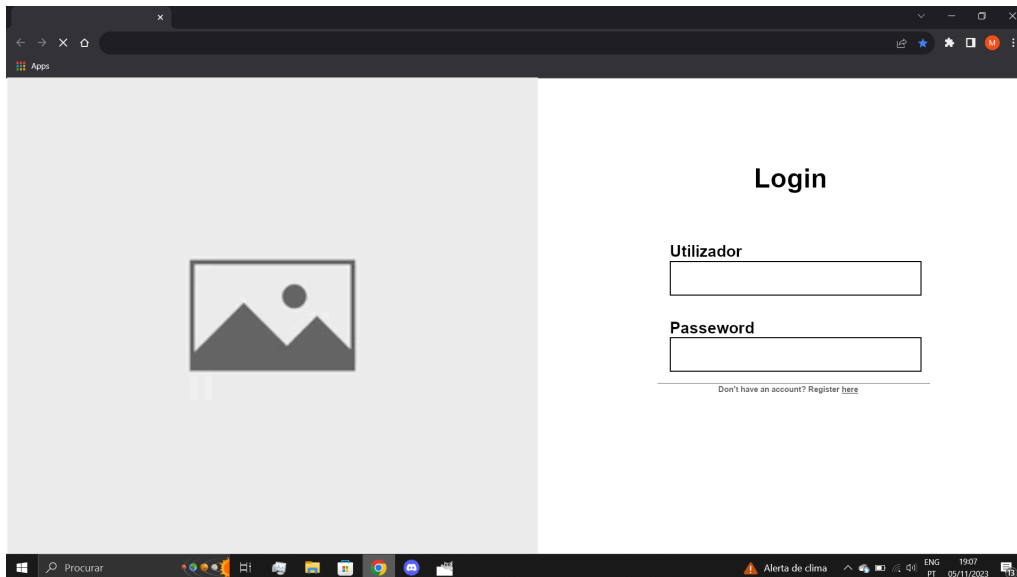 Apps
M
Login
Utilizador
Passeword
Don't have an account? Register here
Procurar
Alerta de clima
ENG
PT
19:07
05/11/2023
13